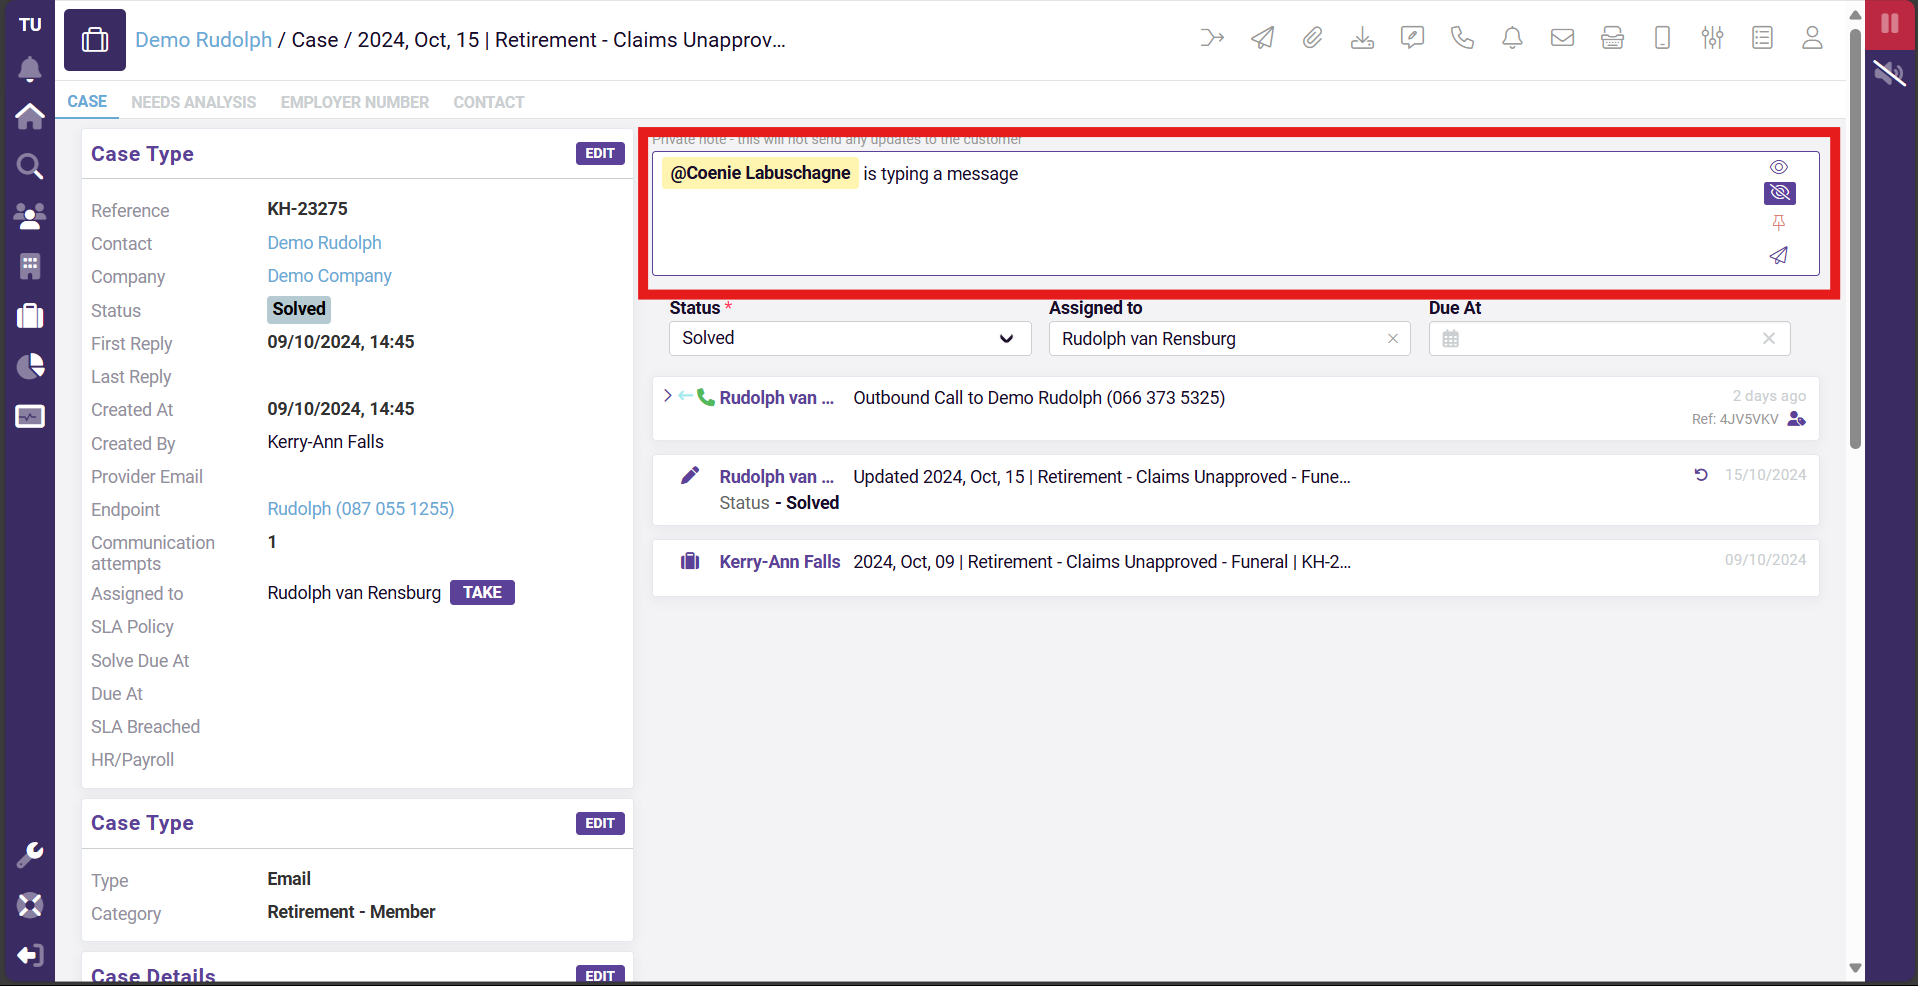 TU
Demo Rudolph / Case / 2024, Oct, 15 | Retirement - Claims Unapprov...
CASE NEEDS ANALYSIS EMPLOYER NUMBER CONTACT
Case Type EDIT
Reference KH-23275
Contact Demo Rudolph
Company Demo Company
Status Solved
First Reply 09/10/2024, 14:45
Last Reply
Created At 09/10/2024, 14:45
Created By Kerry-Ann Falls
Provider Email
Endpoint Rudolph (087 055 1255)
Communication 1
attempts
Assigned to Rudolph van Rensburg TAKE
SLA Policy
Solve Due At
Due At
SLA Breached
HR/Payroll
Case Type EDIT
Type Email
Category Retirement - Member
Case Details EDIT
Private note - this will not send any updates to the customer
@Coenie Labuschagne is typing a message
Status * Assigned to Due At
Solved Rudolph van Rensburg
Rudolph van ... Outbound Call to Demo Rudolph (066 373 5325) 2 days ago
Ref: 4JV5VKV
Rudolph van ... Updated 2024, Oct, 15 | Retirement - Claims Unapproved - Fune... 15/10/2024
Status - Solved
Kerry-Ann Falls 2024, Oct, 09 | Retirement - Claims Unapproved - Funeral | KH-2... 09/10/2024